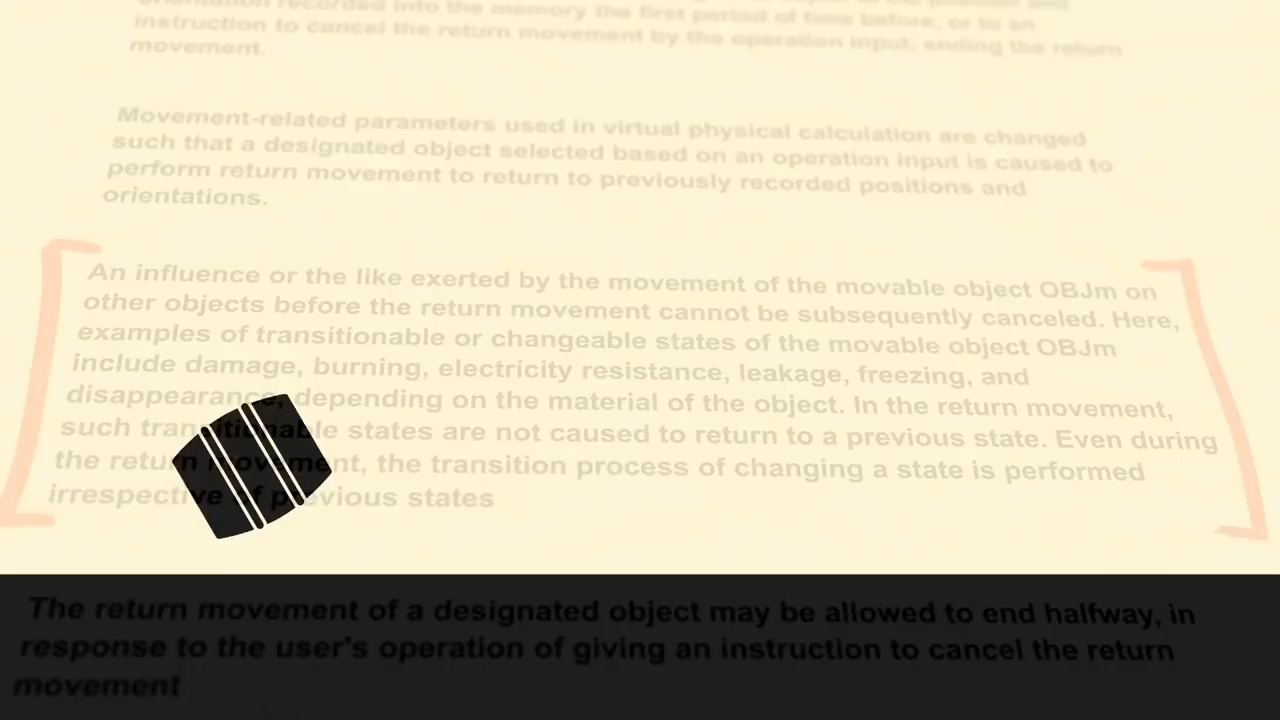 orientation recorded into the memory the first period of time before, or to an
instruction to cancel the return movement by the operation input, ending the return
movement.
Movement-related parameters used in virtual physical calculation are changed
such that a designated object selected based on an operation input is caused to
perform return movement to return to previously recorded positions and
orientations.
An influence or the like exerted by the movement of the movable object OBJm on
other objects before the return movement cannot be subsequently canceled. Here,
examples of transitionable or changeable states of the movable object OBJm
include damage, burning, electricity resistance, leakage, freezing, and
disappearance, depending on the material of the object. In the return movement,
such transitionable states are not caused to return to a previous state. Even during
the return movement, the transition process of changing a state is performed
irrespective of previous states
The return movement of a designated object may be allowed to end halfway, in
response to the user's operation of giving an instruction to cancel the return
movement